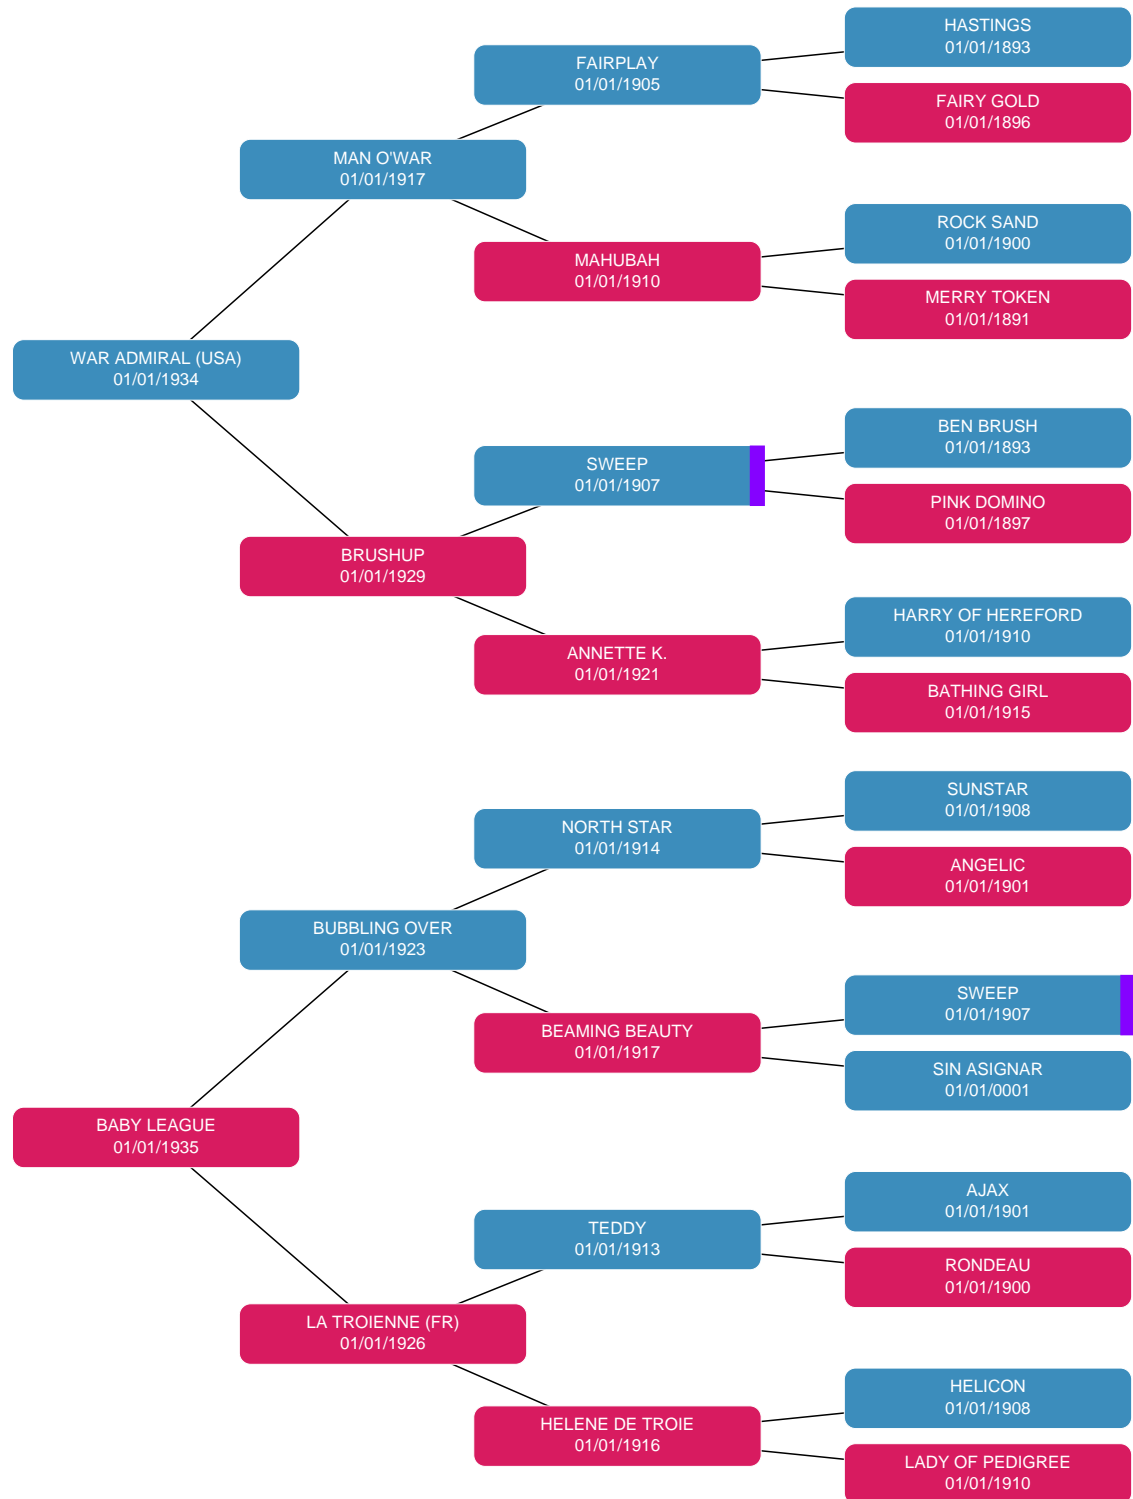 HASTINGS
01/01/1893
FAIRPLAY
01/01/1905
FAIRY GOLD
01/01/1896
MAN O'WAR
01/01/1917
ROCK SAND
01/01/1900
MAHUBAH
01/01/1910
MERRY TOKEN
01/01/1891
WAR ADMIRAL (USA)
01/01/1934
BEN BRUSH
01/01/1893
SWEEP
01/01/1907
PINK DOMINO
01/01/1897
BRUSHUP
01/01/1929
HARRY OF HEREFORD
01/01/1910
ANNETTE K.
01/01/1921
BATHING GIRL
01/01/1915
SUNSTAR
01/01/1908
NORTH STAR
01/01/1914
ANGELIC
01/01/1901
BUBBLING OVER
01/01/1923
SWEEP
01/01/1907
BEAMING BEAUTY
01/01/1917
SIN ASIGNAR
01/01/0001
BABY LEAGUE
01/01/1935
AJAX
01/01/1901
TEDDY
01/01/1913
RONDEAU
01/01/1900
LA TROIENNE (FR)
01/01/1926
HELICON
01/01/1908
HELENE DE TROIE
01/01/1916
LADY OF PEDIGREE
01/01/1910